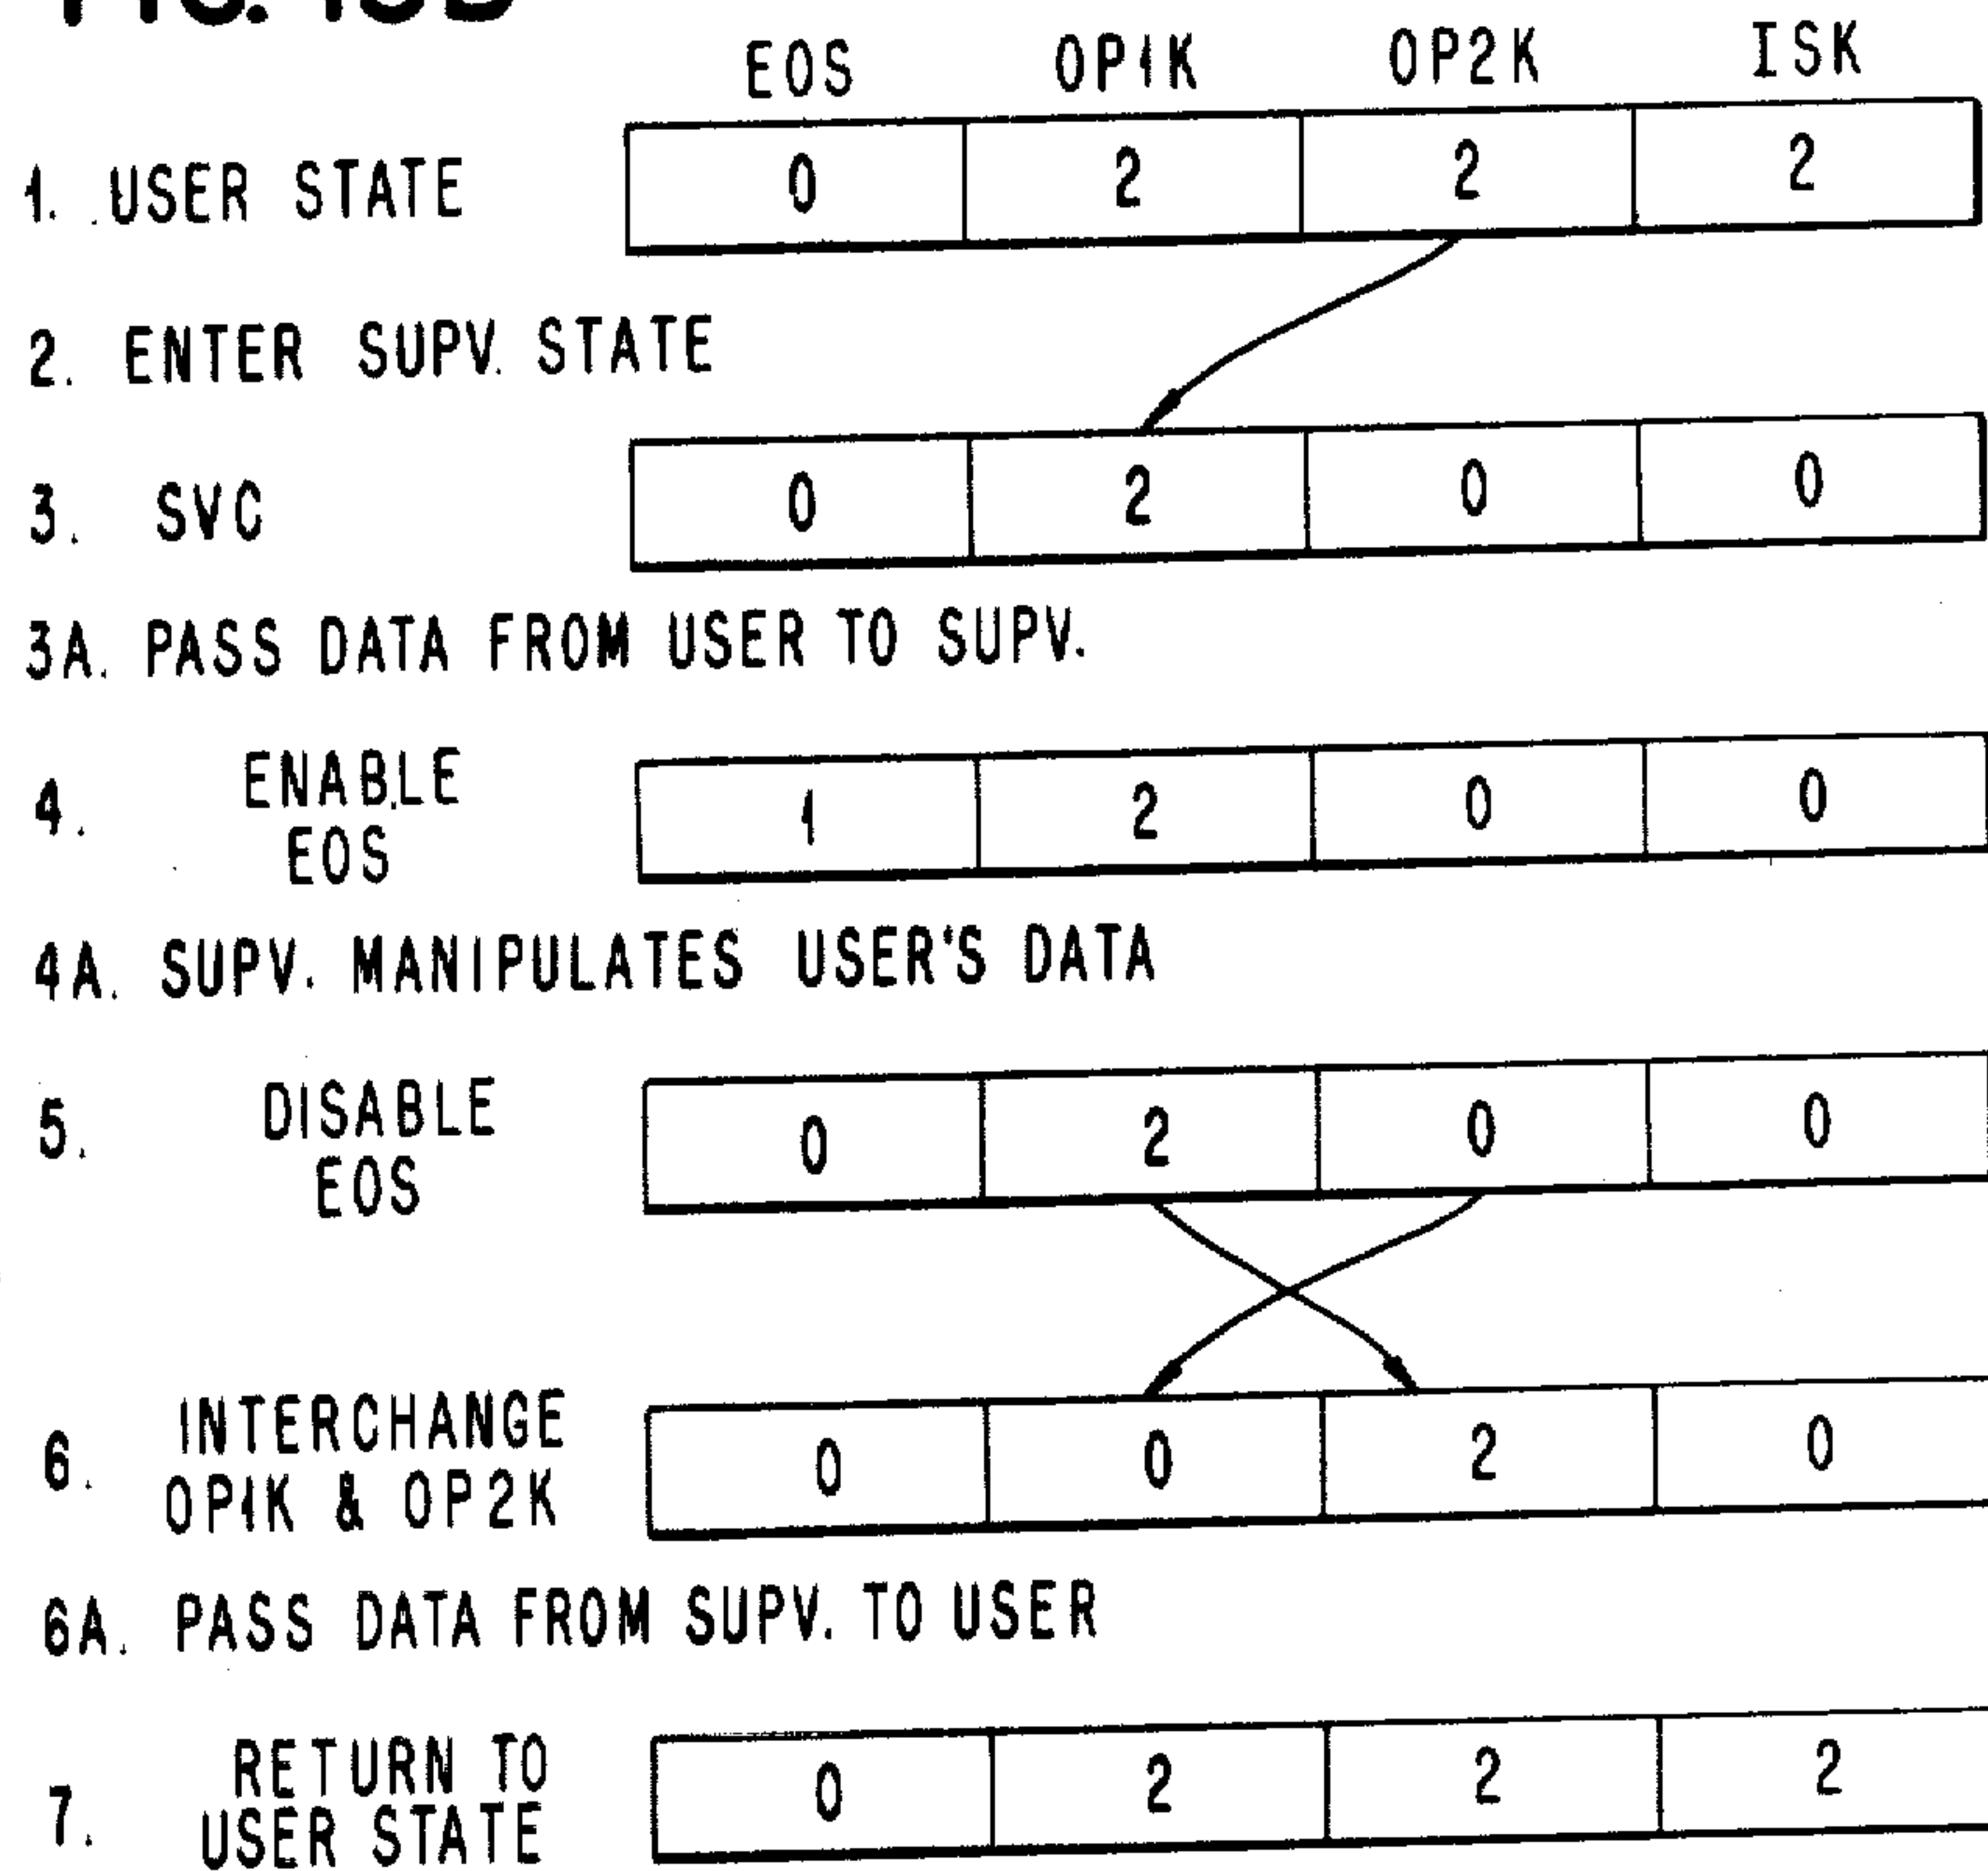 EOS OP1K OP2K ISK
1. USER STATE 0 2 2 2
2. ENTER SUPV. STATE
3. SVC 0 2 0 0
3A. PASS DATA FROM USER TO SUPV.
4. ENABLE EOS 1 2 0 0
4A. SUPV. MANIPULATES USER'S DATA
5. DISABLE EOS 0 2 0 0
6. INTERCHANGE OP1K & OP2K 0 0 2 0
6A. PASS DATA FROM SUPV. TO USER
7. RETURN TO USER STATE 0 2 2 2